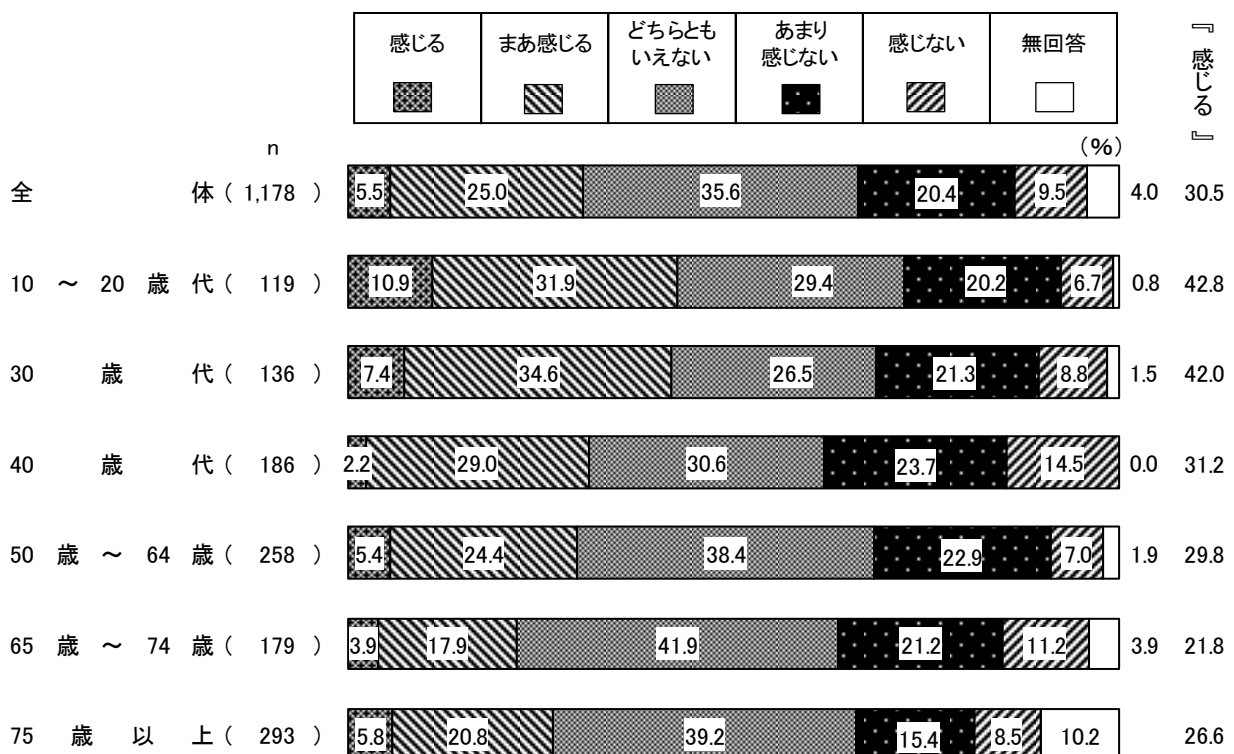 感じる まあ感じる どちらとも いえない あまり 感じない 感じない 無回答
『感じる』
n
(%)
全体( 1,178 ) 5.5 25.0 35.6 20.4 9.5 4.0 30.5
10 ～ 20 歳代( 119 ) 10.9 31.9 29.4 20.2 6.7 0.8 42.8
30 歳代( 136 ) 7.4 34.6 26.5 21.3 8.8 1.5 42.0
40 歳代( 186 ) 2.2 29.0 30.6 23.7 14.5 0.0 31.2
50 歳 ～ 64 歳( 258 ) 5.4 24.4 38.4 22.9 7.0 1.9 29.8
65 歳 ～ 74 歳( 179 ) 3.9 17.9 41.9 21.2 11.2 3.9 21.8
75 歳以上( 293 ) 5.8 20.8 39.2 15.4 8.5 10.2 26.6